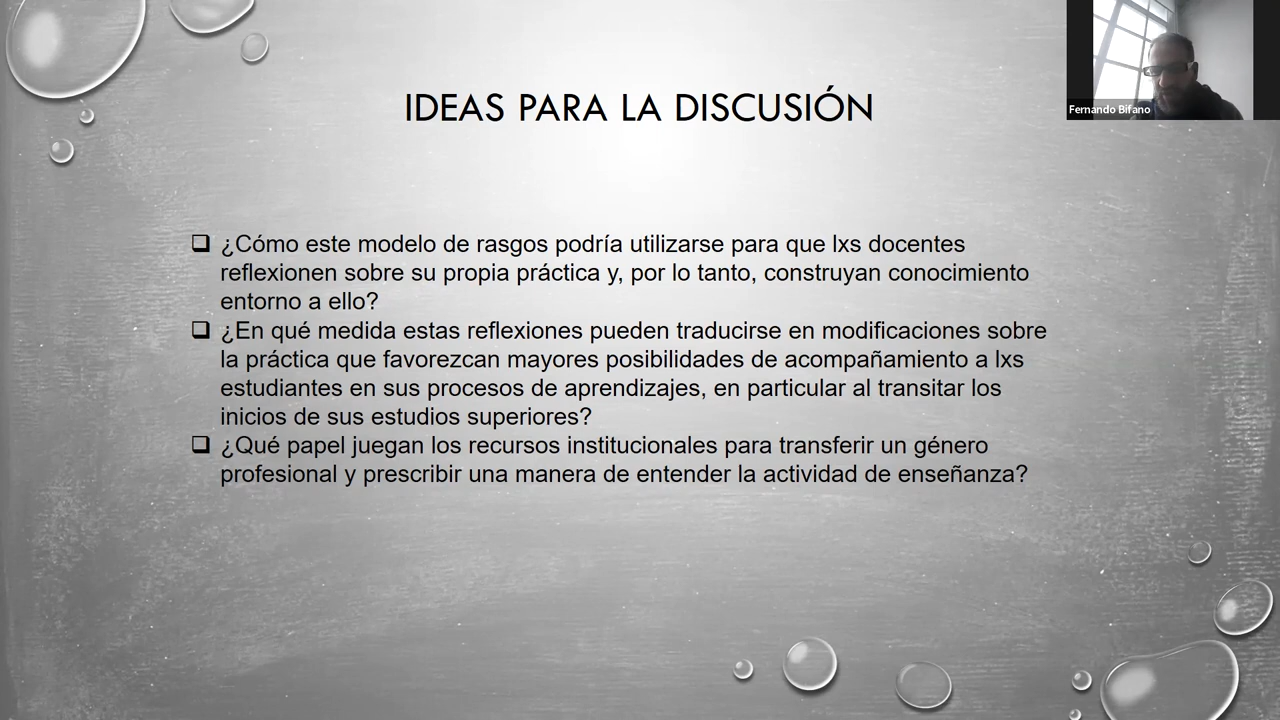 IDEAS PARA LA DISCUSIÓN
Fernando Bifano
❑ ¿Cómo este modelo de rasgos podría utilizarse para que lxs docentes
reflexionen sobre su propia práctica y, por lo tanto, construyan conocimiento
entorno a ello?
❑ ¿En qué medida estas reflexiones pueden traducirse en modificaciones sobre
la práctica que favorezcan mayores posibilidades de acompañamiento a lxs
estudiantes en sus procesos de aprendizajes, en particular al transitar los
inicios de sus estudios superiores?
❑ ¿Qué papel juegan los recursos institucionales para transferir un género
profesional y prescribir una manera de entender la actividad de enseñanza?